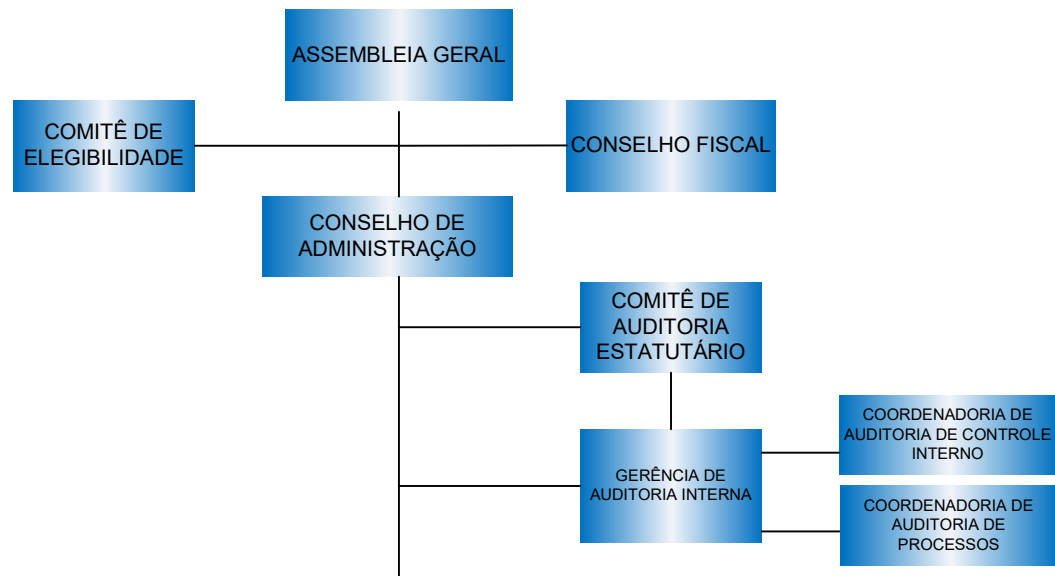 ASSEMBLEIA GERAL
COMITÊ DE
ELEGIBILIDADE
CONSELHO FISCAL
CONSELHO DE
ADMINISTRAÇÃO
COMITÊ DE
AUDITORIA
ESTATUTÁRIO
GERÊNCIA DE
AUDITORIA INTERNA
COORDENADORIA DE
AUDITORIA DE CONTROLE
INTERNO
COORDENADORIA DE
AUDITORIA DE
PROCESSOS